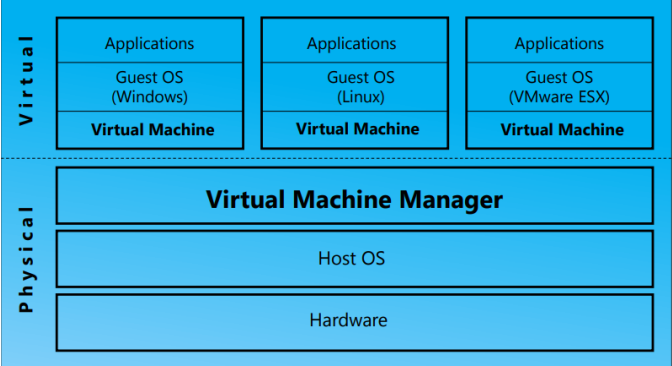 Virtual
Applications
Guest OS
(Windows)
Virtual Machine
Applications
Guest OS
(Linux)
Virtual Machine
Applications
Guest OS
(VMware ESX)
Virtual Machine
Physical
Virtual Machine Manager
Host OS
Hardware